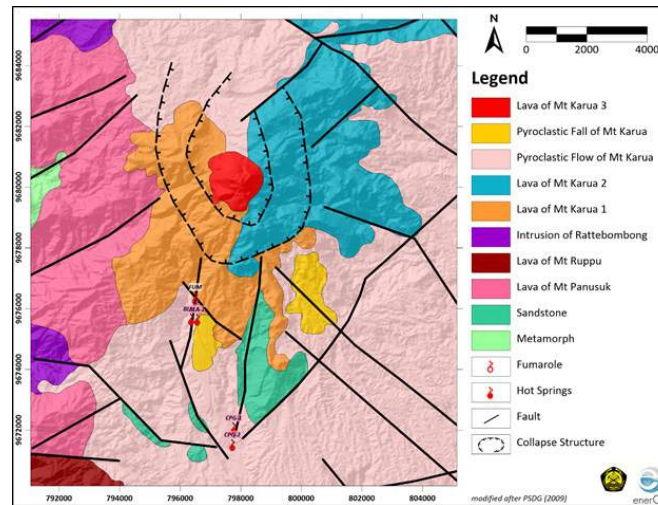 N
0 2000 4000
Legend
Lava of Mt Karua 3
Pyroclastic Fall of Mt Karua
Pyroclastic Flow of Mt Karua
Lava of Mt Karua 2
Lava of Mt Karua 1
Intrusion of Rattebombong
Lava of Mt Ruppu
Lava of Mt Panusuk
Sandstone
Metamorph
Fumarole
Hot Springs
Fault
Collapse Structure
modified after PSDG (2009)
9684000
9682000
9680000
9678000
9676000
9674000
9672000
FUM
792000 794000 796000 798000 800000 802000 804000